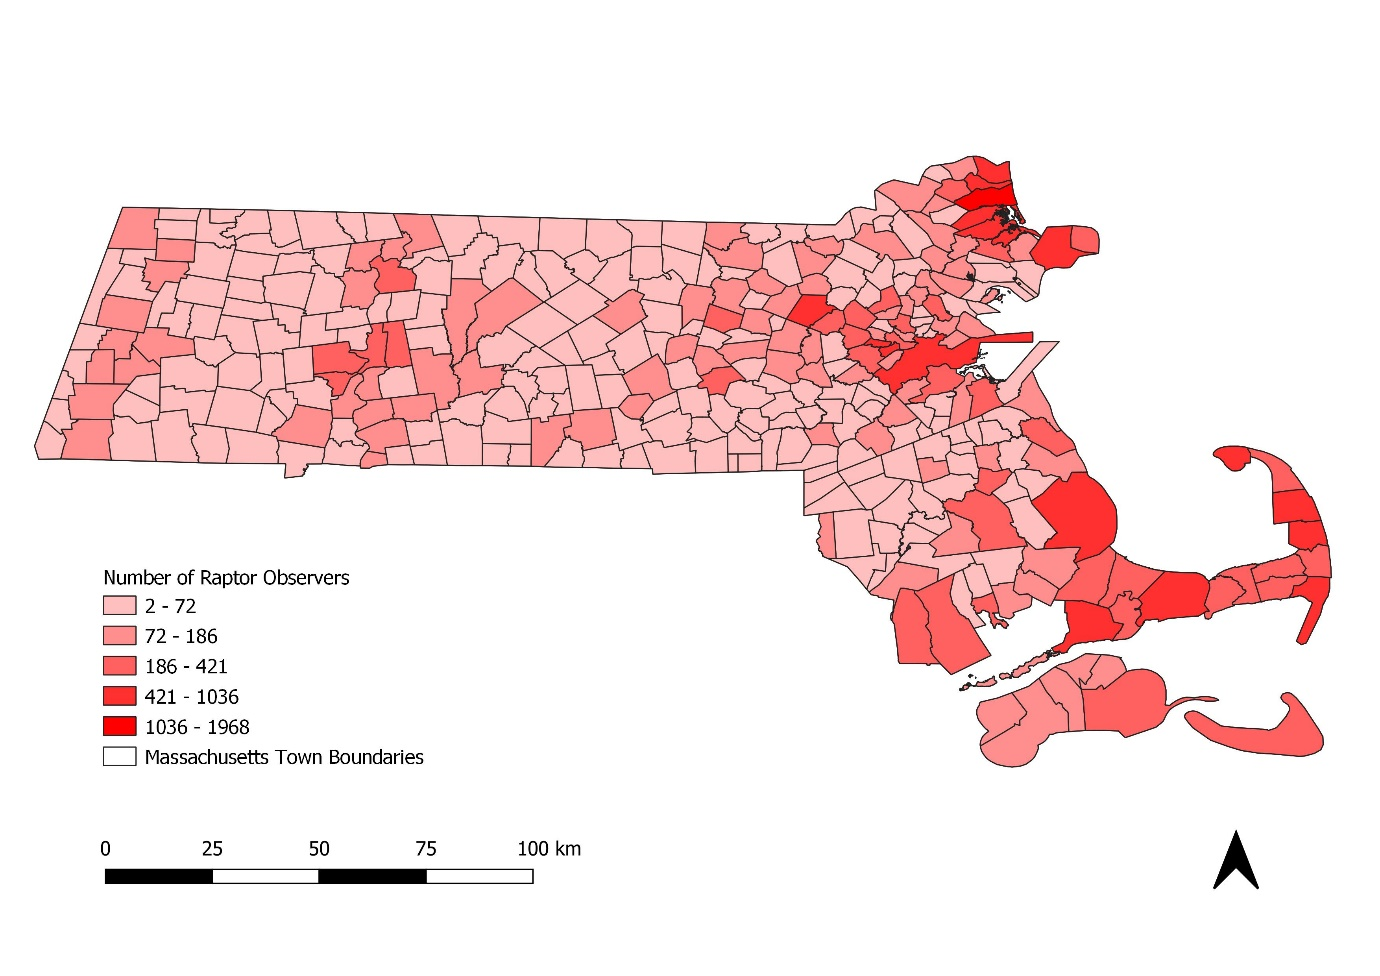 Number of Raptor Observers
2 - 72
72 - 186
186 - 421
421 - 1036
1036 - 1968
Massachusetts Town Boundaries
0 25 50 75 100 km